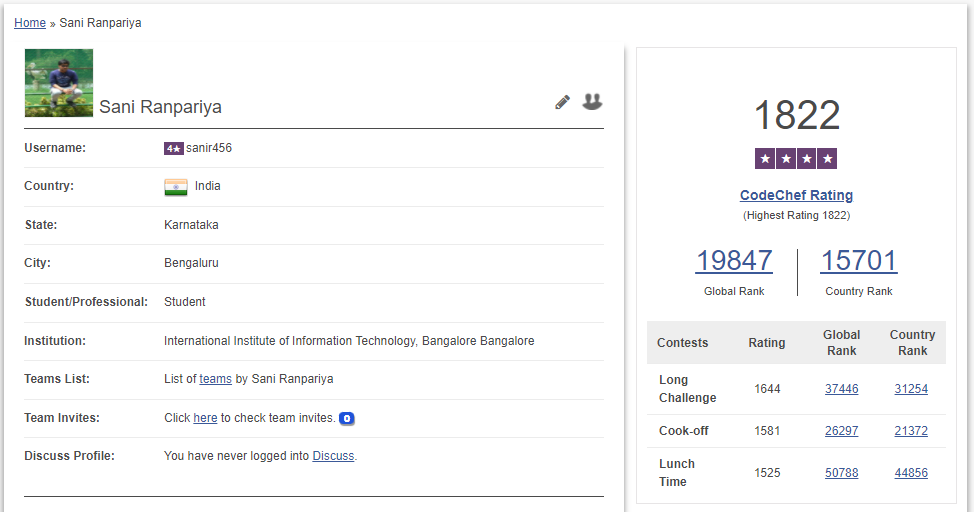 Home » Sani Ranpariya
Sani Ranpariya
Username: 4★ sanir456
Country: India
State: Karnataka
City: Bengaluru
Student/Professional: Student
Institution: International Institute of Information Technology, Bangalore Bangalore
Teams List: List of teams by Sani Ranpariya
Team Invites: Click here to check team invites. 0
Discuss Profile: You have never logged into Discuss.
1822
★ ★ ★ ★
CodeChef Rating
(Highest Rating 1822)
19847 15701
Global Rank Country Rank
Contests Rating Global Rank Country Rank
Long Challenge 1644 37446 31254
Cook-off 1581 26297 21372
Lunch Time 1525 50788 44856